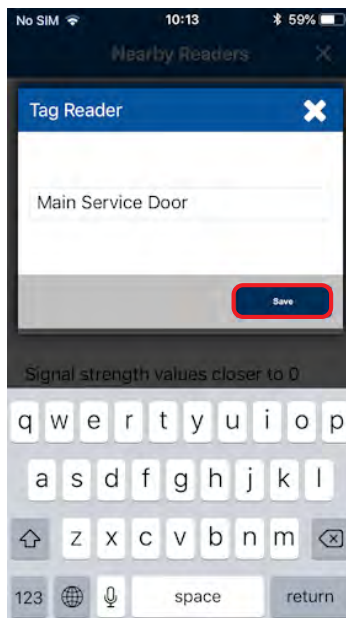 No SIM 10:13 59%
Nearby Readers
Tag Reader
Main Service Door
Save
Signal strength values closer to 0
q w e r t y u i o p
a s d f g h j k l
z x c v b n m
123 space return